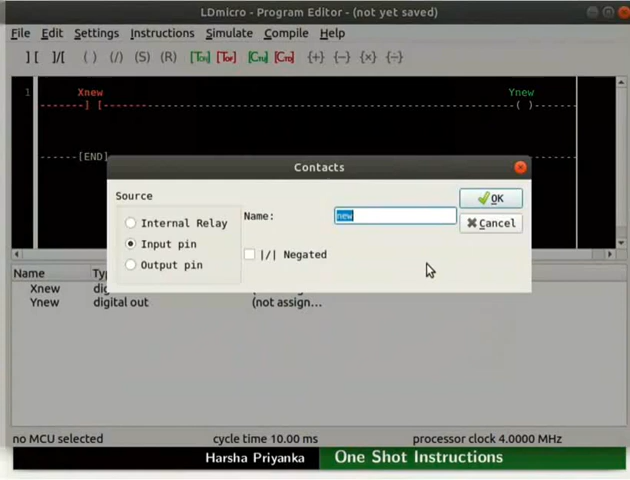 LDmicro - Program Editor - (not yet saved)
File Edit Settings Instructions Simulate Compile Help
] [ ]/[ ( ) (/) (S) (R) [TON] [TOF] [CTU] [CTD] {+} {−} {×} {÷}
1 Xnew Ynew
-------] [----------------( )------
------[END]
Contacts
Source
Internal Relay
Input pin
Output pin
Name: new
|/| Negated
OK
Cancel
Name
Xnew
Ynew digital out (not assign...
no MCU selected cycle time 10.00 ms processor clock 4.0000 MHz
Harsha Priyanka One Shot Instructions